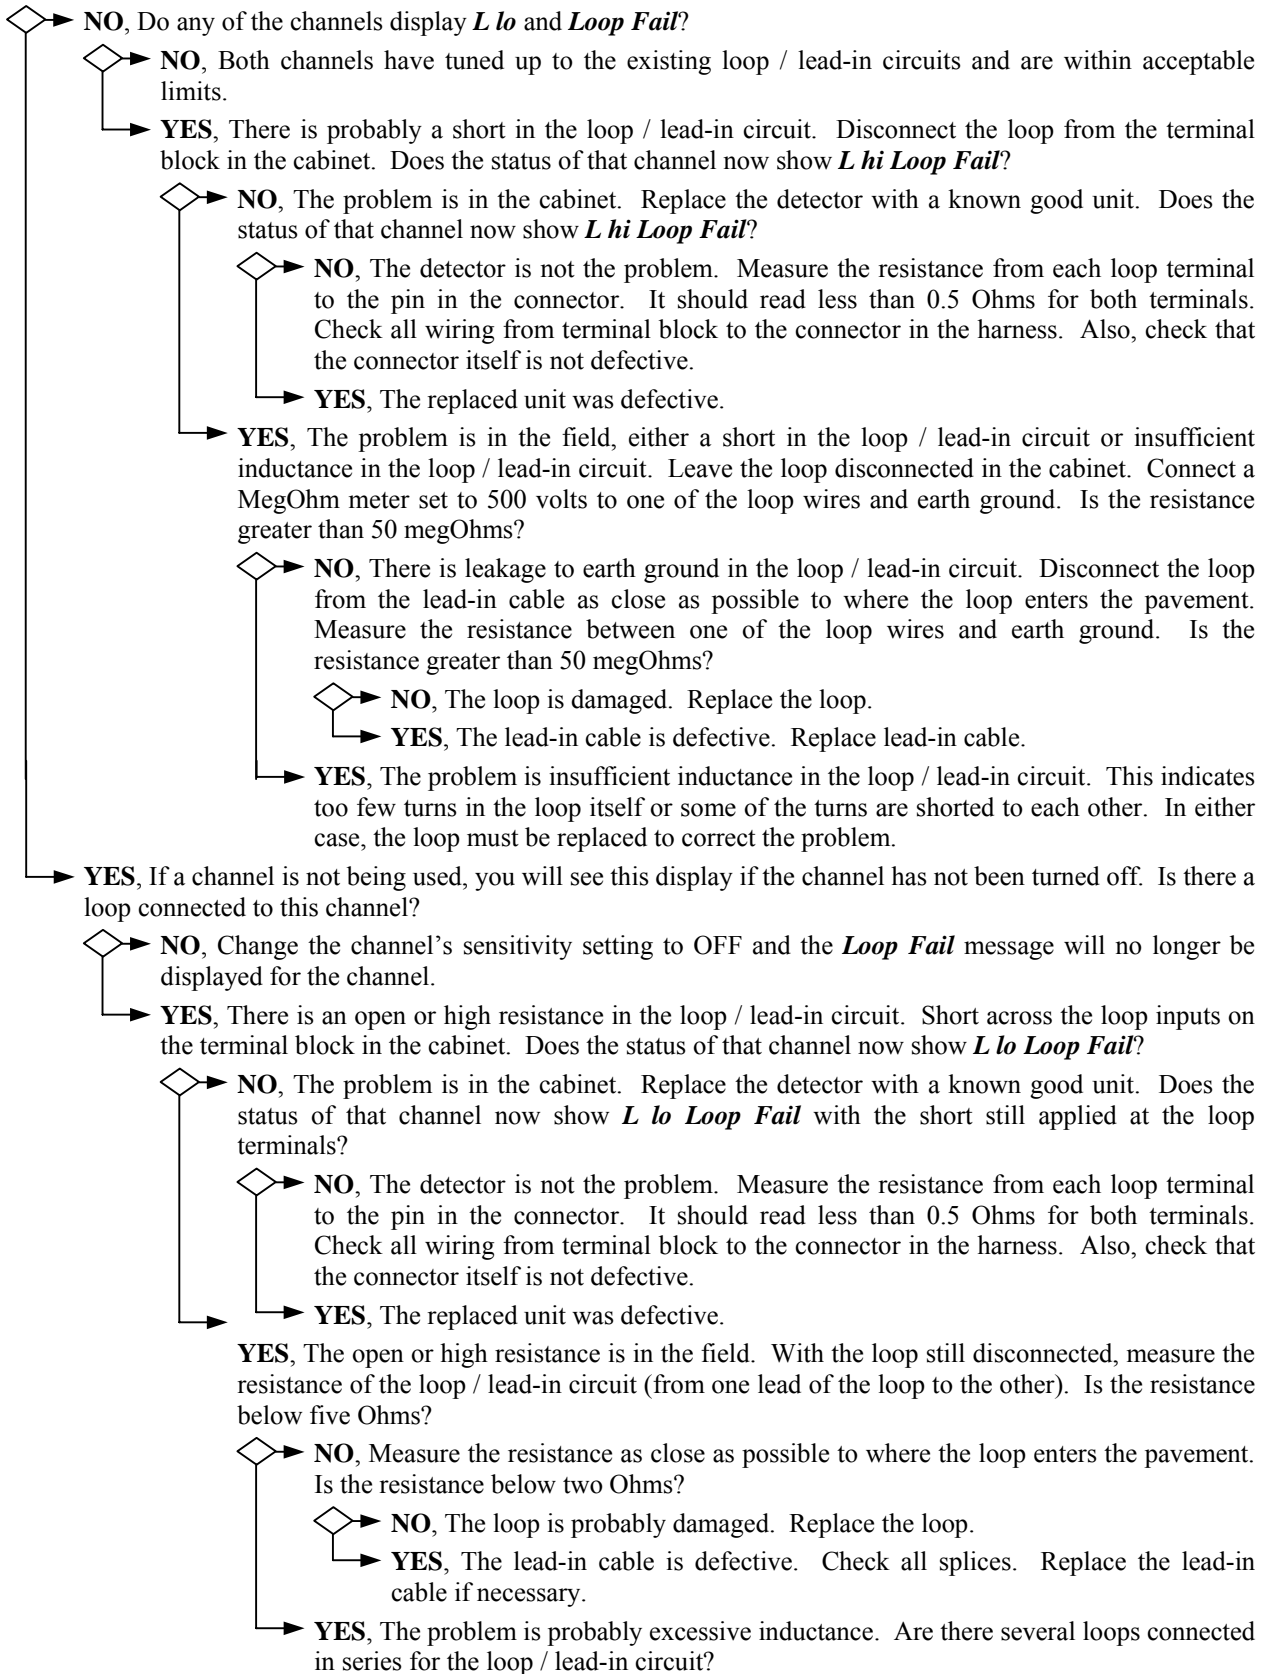 NO, Do any of the channels display L lo and Loop Fail?
NO, Both channels have tuned up to the existing loop / lead-in circuits and are within acceptable
limits.
YES, There is probably a short in the loop / lead-in circuit. Disconnect the loop from the terminal
block in the cabinet. Does the status of that channel now show L hi Loop Fail?
NO, The problem is in the cabinet. Replace the detector with a known good unit. Does the
status of that channel now show L hi Loop Fail?
NO, The detector is not the problem. Measure the resistance from each loop terminal
to the pin in the connector. It should read less than 0.5 Ohms for both terminals.
Check all wiring from terminal block to the connector in the harness. Also, check that
the connector itself is not defective.
YES, The replaced unit was defective.
YES, The problem is in the field, either a short in the loop / lead-in circuit or insufficient
inductance in the loop / lead-in circuit. Leave the loop disconnected in the cabinet. Connect a
MegOhm meter set to 500 volts to one of the loop wires and earth ground. Is the resistance
greater than 50 megOhms?
NO, There is leakage to earth ground in the loop / lead-in circuit. Disconnect the loop
from the lead-in cable as close as possible to where the loop enters the pavement.
Measure the resistance between one of the loop wires and earth ground. Is the
resistance greater than 50 megOhms?
NO, The loop is damaged. Replace the loop.
YES, The lead-in cable is defective. Replace lead-in cable.
YES, The problem is insufficient inductance in the loop / lead-in circuit. This indicates
too few turns in the loop itself or some of the turns are shorted to each other. In either
case, the loop must be replaced to correct the problem.
YES, If a channel is not being used, you will see this display if the channel has not been turned off. Is there a
loop connected to this channel?
NO, Change the channel's sensitivity setting to OFF and the Loop Fail message will no longer be
displayed for the channel.
YES, There is an open or high resistance in the loop / lead-in circuit. Short across the loop inputs on
the terminal block in the cabinet. Does the status of that channel now show L lo Loop Fail?
NO, The problem is in the cabinet. Replace the detector with a known good unit. Does the
status of that channel now show L lo Loop Fail with the short still applied at the loop
terminals?
NO, The detector is not the problem. Measure the resistance from each loop terminal
to the pin in the connector. It should read less than 0.5 Ohms for both terminals.
Check all wiring from terminal block to the connector in the harness. Also, check that
the connector itself is not defective.
YES, The replaced unit was defective.
YES, The open or high resistance is in the field. With the loop still disconnected, measure the
resistance of the loop / lead-in circuit (from one lead of the loop to the other). Is the resistance
below five Ohms?
NO, Measure the resistance as close as possible to where the loop enters the pavement.
Is the resistance below two Ohms?
NO, The loop is probably damaged. Replace the loop.
YES, The lead-in cable is defective. Check all splices. Replace the lead-in
cable if necessary.
YES, The problem is probably excessive inductance. Are there several loops connected
in series for the loop / lead-in circuit?